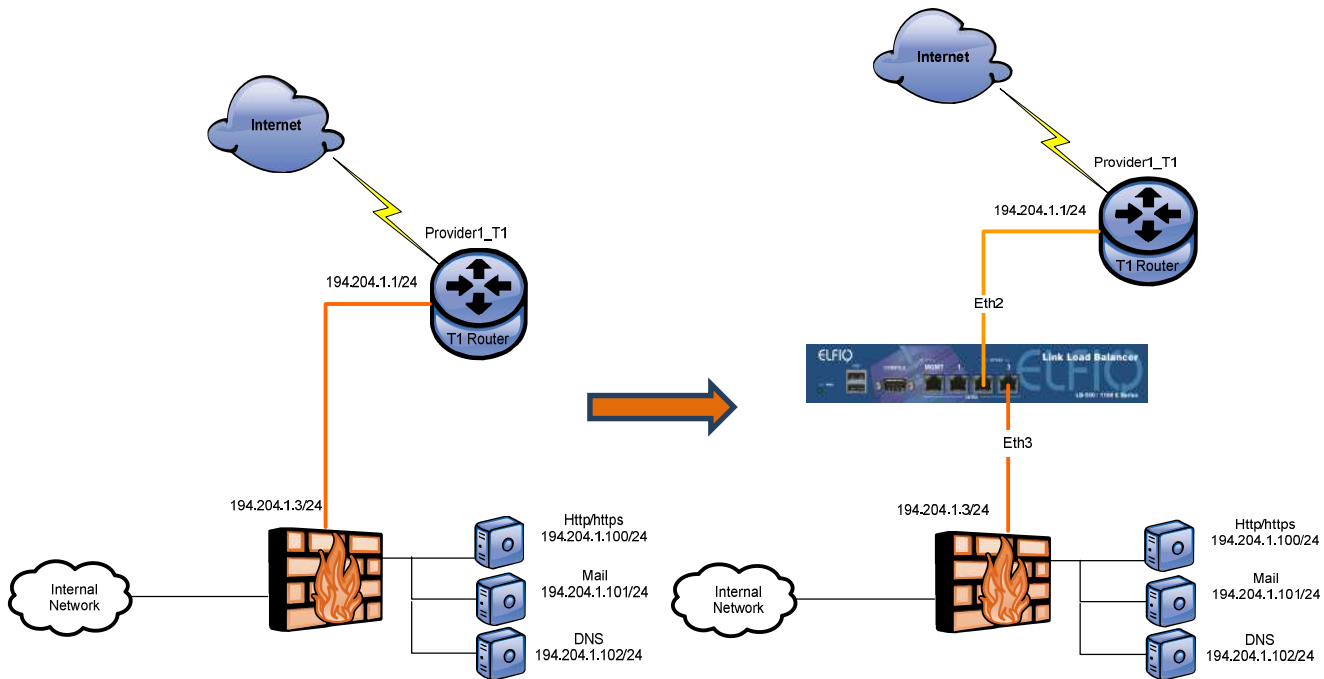 Internet
Provider1_T1
194.204.1.1/24
T1 Router
194.204.1.3/24
Http/https
194.204.1.100/24
Mail
194.204.1.101/24
DNS
194.204.1.102/24
Internal
Network
Internet
Provider1_T1
194.204.1.1/24
T1 Router
Eth2
ELFIQ
MGMT
1
3
Link Load Balancer
ELFIQ
Eth3
194.204.1.3/24
Http/https
194.204.1.100/24
Mail
194.204.1.101/24
DNS
194.204.1.102/24
Internal
Network